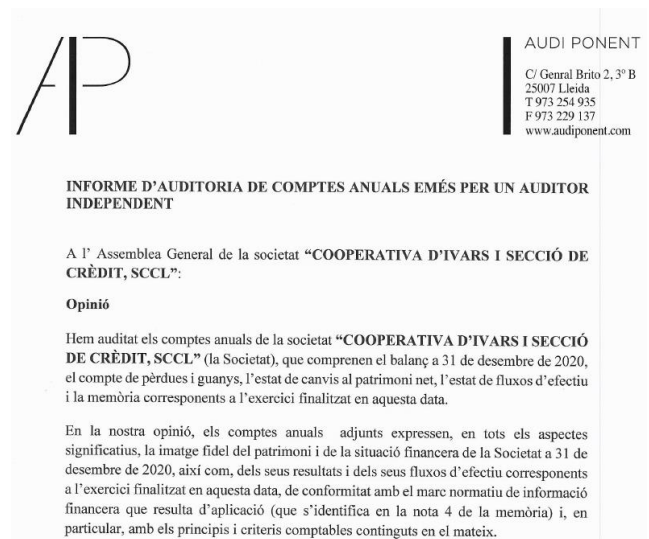 AP
AUDI PONENT
C/ Genral Brito 2, 3º B
25007 Lleida
T 973 254 935
F 973 229 137
www.audiponent.com
INFORME D’AUDITORIA DE COMPTES ANUALS EMÉS PER UN AUDITOR
INDEPENDENT
A l’ Assemblea General de la societat “COOPERATIVA D’IVARS I SECCIÓ DE
CRÈDIT, SCCL”:
Opinió
Hem auditat els comptes anuals de la societat “COOPERATIVA D’IVARS I SECCIÓ
DE CRÈDIT, SCCL” (la Societat), que comprenen el balanç a 31 de desembre de 2020,
el compte de pèrdues i guanys, l’estat de canvis al patrimoni net, l’estat de fluxos d’efectiu
i la memòria corresponents a l’exercici finalitzat en aquesta data.
En la nostra opinió, els comptes anuals adjunts expressen, en tots els aspectes
significatius, la imatge fidel del patrimoni i de la situació financera de la Societat a 31 de
desembre de 2020, així com, dels seus resultats i dels seus fluxos d’efectiu corresponents
a l’exercici finalitzat en aquesta data, de conformitat amb el marc normatiu de informació
financera que resulta d’aplicació (que s’identifica en la nota 4 de la memòria) i, en
particular, amb els principis i criteris comptables continguts en el mateix.